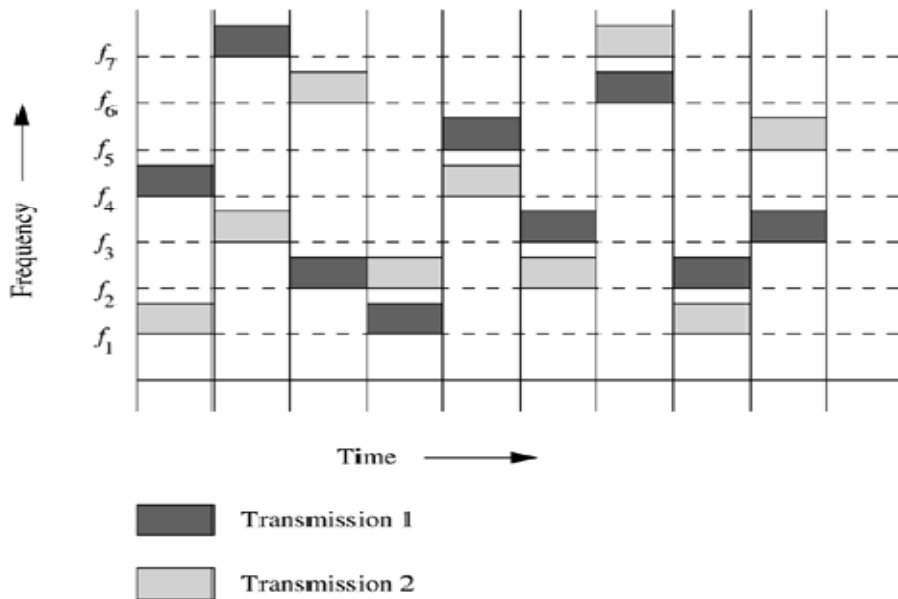 f7
f6
f5
f4
f3
f2
f1
Frequency
Time
Transmission 1
Transmission 2